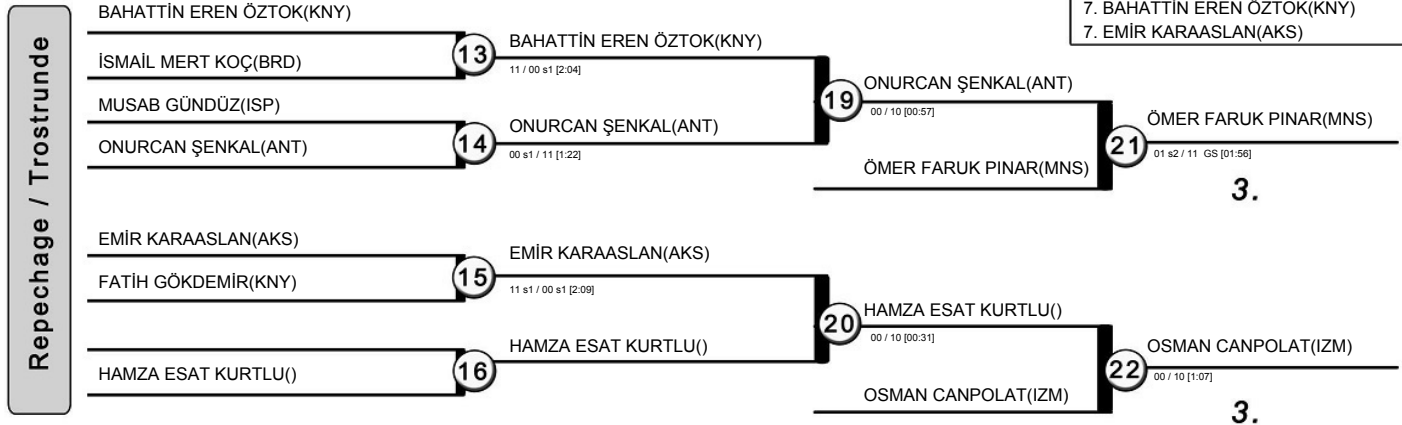 7. BAHATTİN EREN ÖZTOK(KNY)
7. EMİR KARAASLAN(AKS)
Repechage / Trostrunde
BAHATTİN EREN ÖZTOK(KNY)
İSMAİL MERT KOÇ(BRD)
13
BAHATTİN EREN ÖZTOK(KNY)
11 / 00 s1 [2:04]
MUSAB GÜNDÜZ(ISP)
ONURCAN ŞENKAL(ANT)
14
ONURCAN ŞENKAL(ANT)
00 s1 / 11 [1:22]
19
ONURCAN ŞENKAL(ANT)
00 / 10 [00:57]
ÖMER FARUK PINAR(MNS)
21
ÖMER FARUK PINAR(MNS)
01 s2 / 11 GS [01:56]
3.
EMİR KARAASLAN(AKS)
FATİH GÖKDEMİR(KNY)
15
EMİR KARAASLAN(AKS)
11 s1 / 00 s1 [2:09]
HAMZA ESAT KURTLU()
16
HAMZA ESAT KURTLU()
20
HAMZA ESAT KURTLU()
00 / 10 [00:31]
OSMAN CANPOLAT(IZM)
22
OSMAN CANPOLAT(IZM)
00 / 10 [1:07]
3.